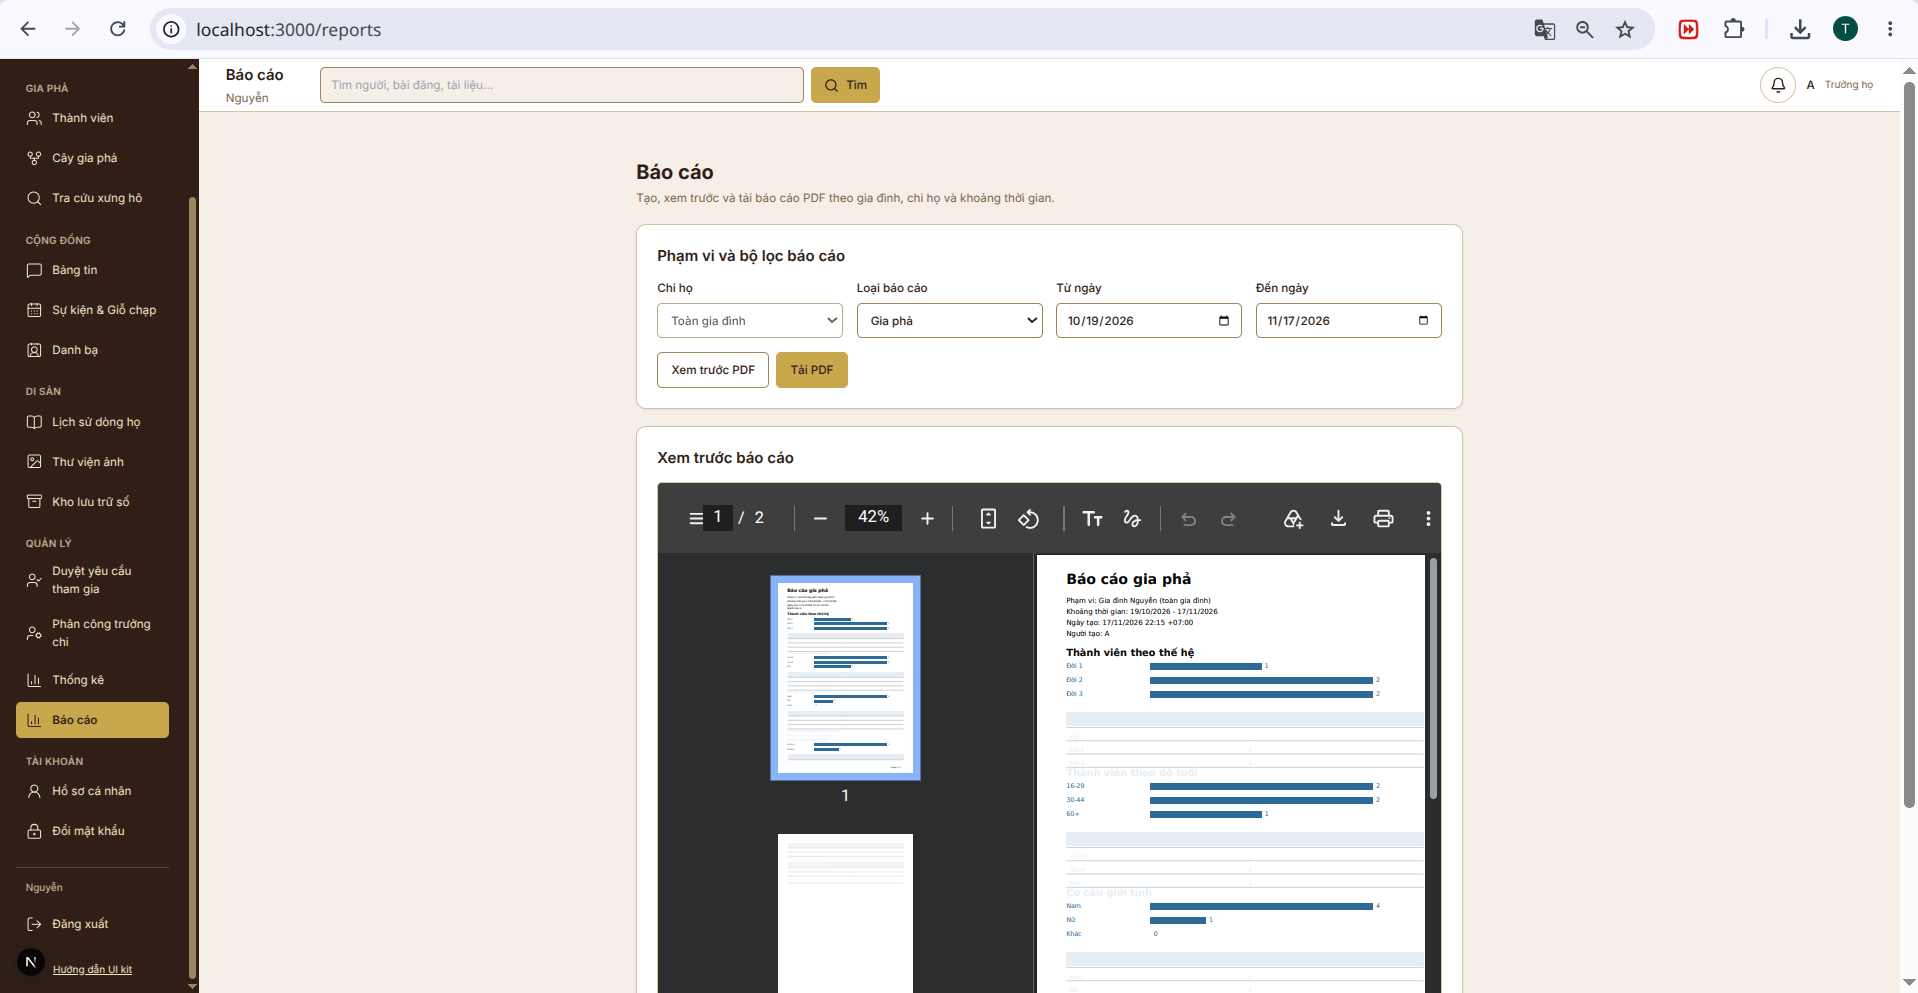 localhost:3000/reports
T
GIA PHẢ
Thành viên
Cây gia phả
Tra cứu xưng hô
CỘNG ĐỒNG
Bảng tin
Sự kiện & Giỗ chạp
Danh bạ
DI SẢN
Lịch sử dòng họ
Thư viện ảnh
Kho lưu trữ số
QUẢN LÝ
Duyệt yêu cầu
tham gia
Phân công trưởng
chi
Thống kê
Báo cáo
TÀI KHOẢN
Hồ sơ cá nhân
Đổi mật khẩu
Nguyễn
Đăng xuất
N
Hướng dẫn UI kit
Báo cáo
Nguyễn
Tìm người, bài đăng, tài liệu...
Tìm
A Trưởng họ
Báo cáo
Tạo, xem trước và tải báo cáo PDF theo gia đình, chi họ và khoảng thời gian.
Phạm vi và bộ lọc báo cáo
Chi họ Loại báo cáo Từ ngày Đến ngày
Toàn gia đình Gia phả 10/19/2026 11/17/2026
Xem trước PDF Tải PDF
Xem trước báo cáo
1 / 2 42%
1
Báo cáo gia phả
Phạm vi: Gia đình Nguyễn (toàn gia đình)
Khoảng thời gian: 19/10/2026 - 17/11/2026
Ngày tạo: 17/11/2026 22:15 +07:00
Người tạo: A
Thành viên theo thế hệ
Đời 1 1
Đời 2 2
Đời 3 2
Thành viên theo độ tuổi
16-29 2
30-44 2
60+ 1
Cơ cấu giới tính
Nam 4
Nữ 1
Khác 0